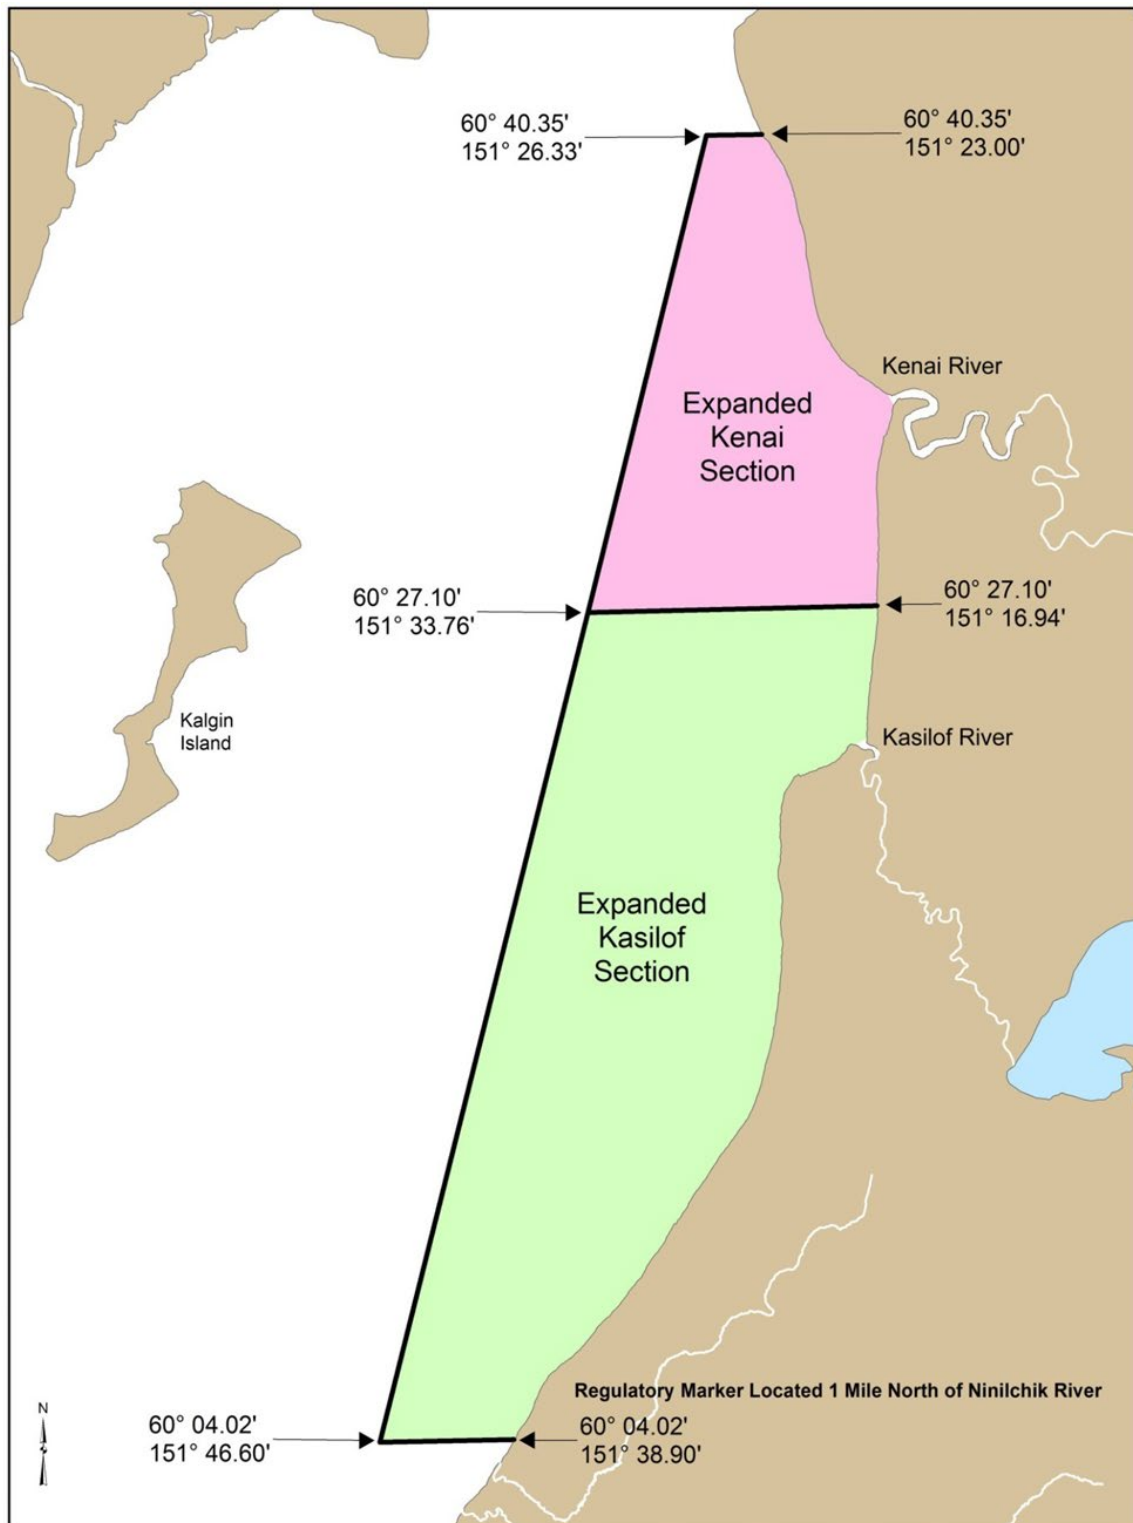 60° 40.35'
151° 26.33'
60° 40.35'
151° 23.00'
Kenai River
Expanded
Kenai
Section
60° 27.10'
151° 33.76'
60° 27.10'
151° 16.94'
Kalgin
Island
Kasilof River
Expanded
Kasilof
Section
Regulatory Marker Located 1 Mile North of Ninilchik River
N
60° 04.02'
151° 46.60'
60° 04.02'
151° 38.90'